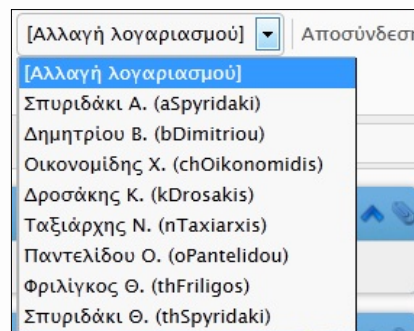 [Αλλαγή λογαριασμού] Αποσύνδεση
[Αλλαγή λογαριασμού]
Σπυριδάκι Α. (aSpyridaki)
Δημητρίου Β. (bDimitriou)
Οικονομίδης Χ. (chOikonomidis)
Δροσάκης Κ. (kDrosakis)
Ταξιάρχης Ν. (nTaxiarxis)
Παντελίδου Ο. (oPantelidou)
Φριλίγκος Θ. (thFriligos)
Σπυριδάκι Θ. (thSpyridaki)